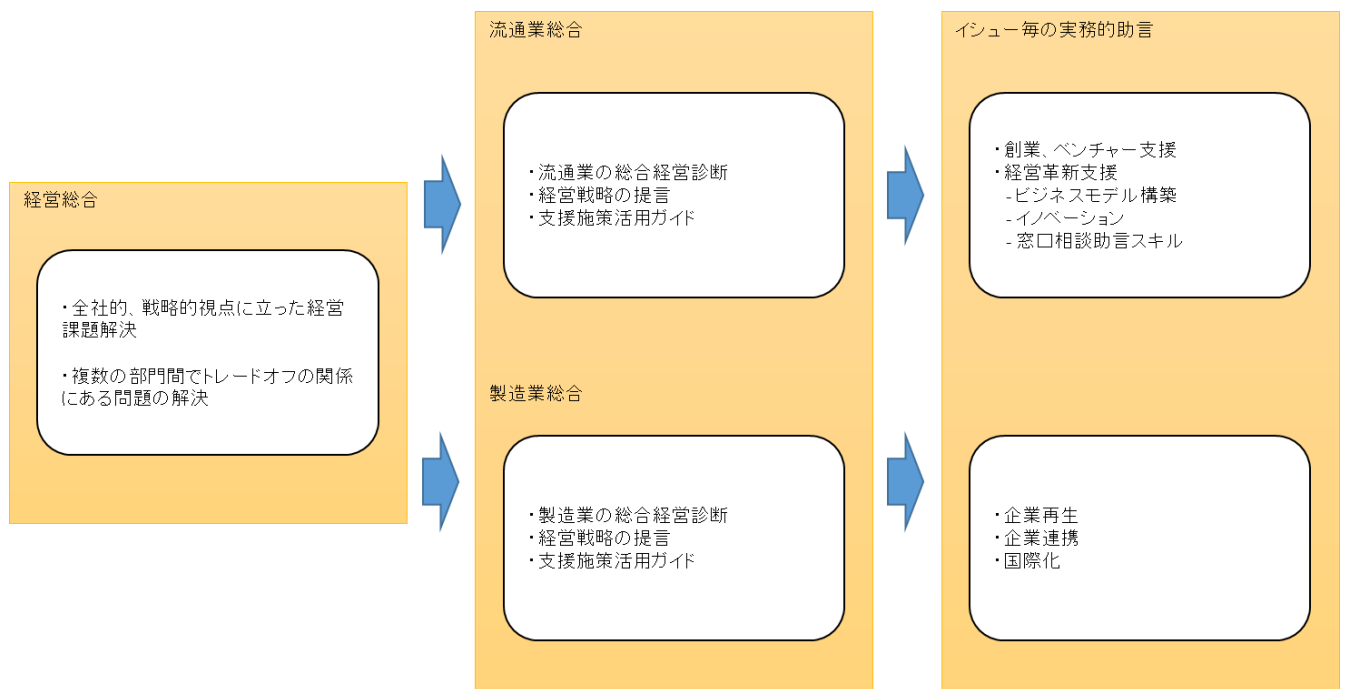 経営総合
・全社的、戦略的視点に立った経営
課題解決
・複数の部門間でトレードオフの関係
にある問題の解決
流通業総合
・流通業の総合経営診断
・経営戦略の提言
・支援施策活用ガイド
製造業総合
・製造業の総合経営診断
・経営戦略の提言
・支援施策活用ガイド
イシュー毎の実務的助言
・創業、ベンチャー支援
・経営革新支援
-ビジネスモデル構築
-イノベーション
-窓口相談助言スキル
・企業再生
・企業連携
・国際化